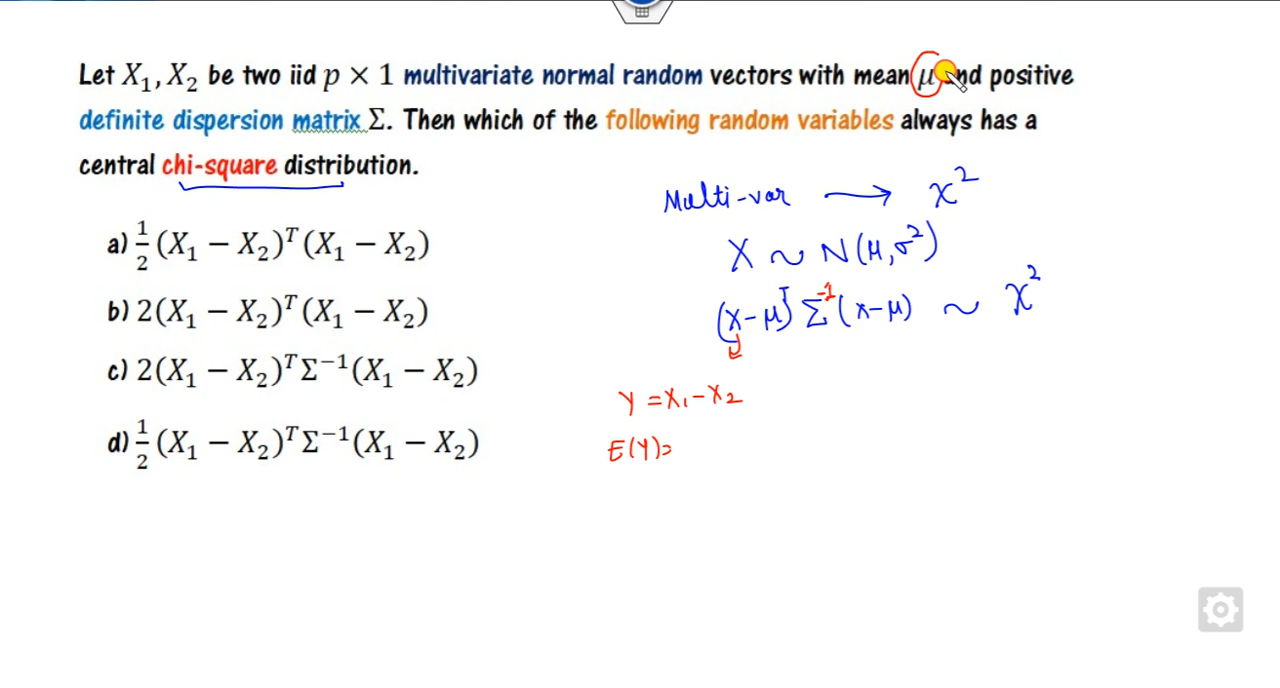 Let X₁, X₂ be two iid p × 1 multivariate normal random vectors with mean μ and positive
definite dispersion matrix Σ. Then which of the following random variables always has a
central chi-square distribution.
a) 1/2 (X₁ − X₂)ᵀ(X₁ − X₂)
b) 2(X₁ − X₂)ᵀ(X₁ − X₂)
c) 2(X₁ − X₂)ᵀΣ⁻¹(X₁ − X₂)
d) 1/2 (X₁ − X₂)ᵀΣ⁻¹(X₁ − X₂)
Multi-var → χ²
X ~ N(μ, σ²)
(x-μ)ᵀ Σ⁻¹ (x-μ) ~ χ²
Y = X₁ - X₂
E(Y)=